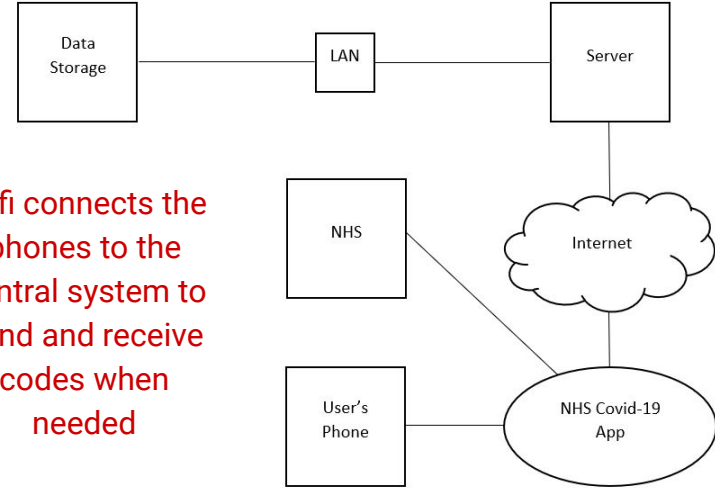 Data
Storage
LAN
Server
fi connects the
phones to the
ntral system to
nd and receive
codes when
needed
NHS
Internet
User’s
Phone
NHS Covid-19
App